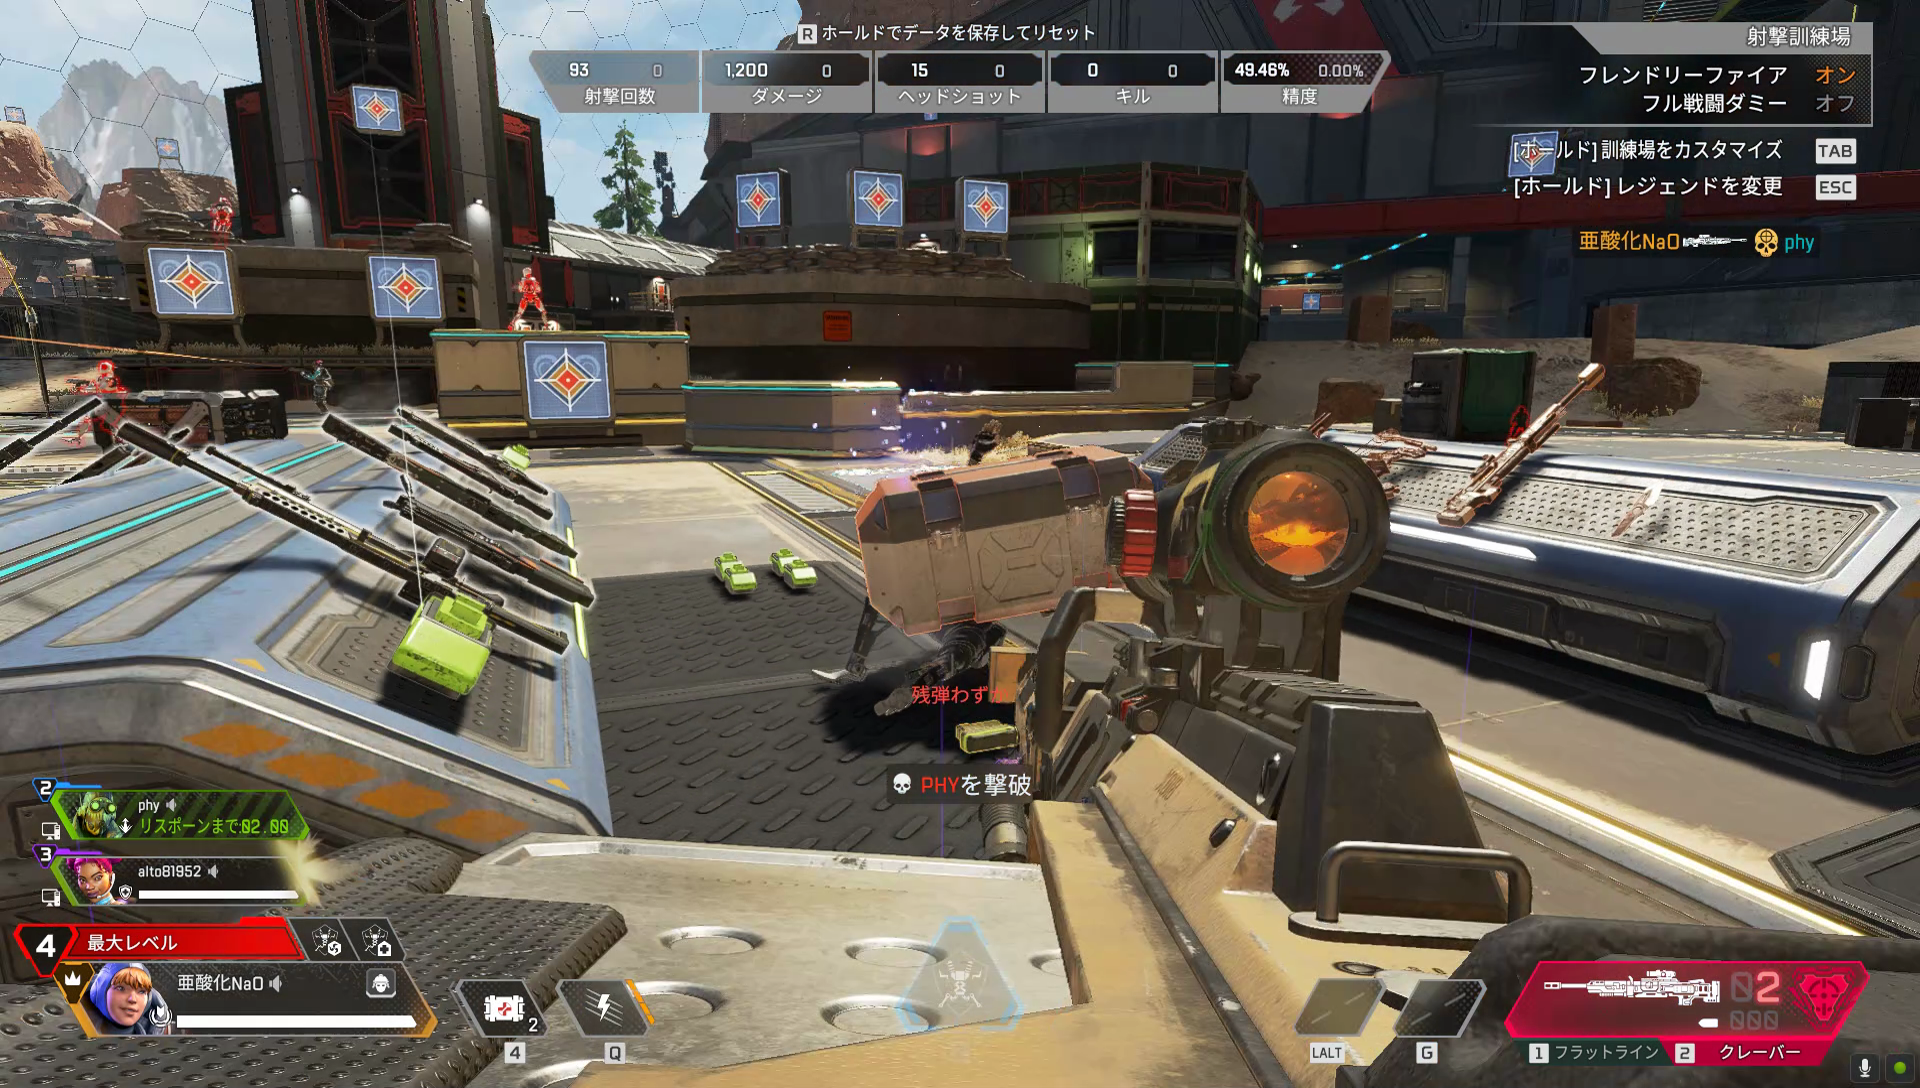 R ホールドでデータを保存してリセット
93 0 射撃回数
1,200 0 ダメージ
15 0 ヘッドショット
0 0 キル
49.46% 0.00% 精度
射撃訓練場
フレンドリーファイア オン
フル戦闘ダミー オフ
[ホールド]訓練場をカスタマイズ TAB
[ホールド]レジェンドを変更 ESC
亜酸化NaO phy
残弾わずか
PHYを撃破
2 phy
リスポーンまで:02.00
3 alto81952
4 最大レベル
亜酸化NaO
2
4
Q
LALT
G
02
000
1 フラットライン 2 クレーバー